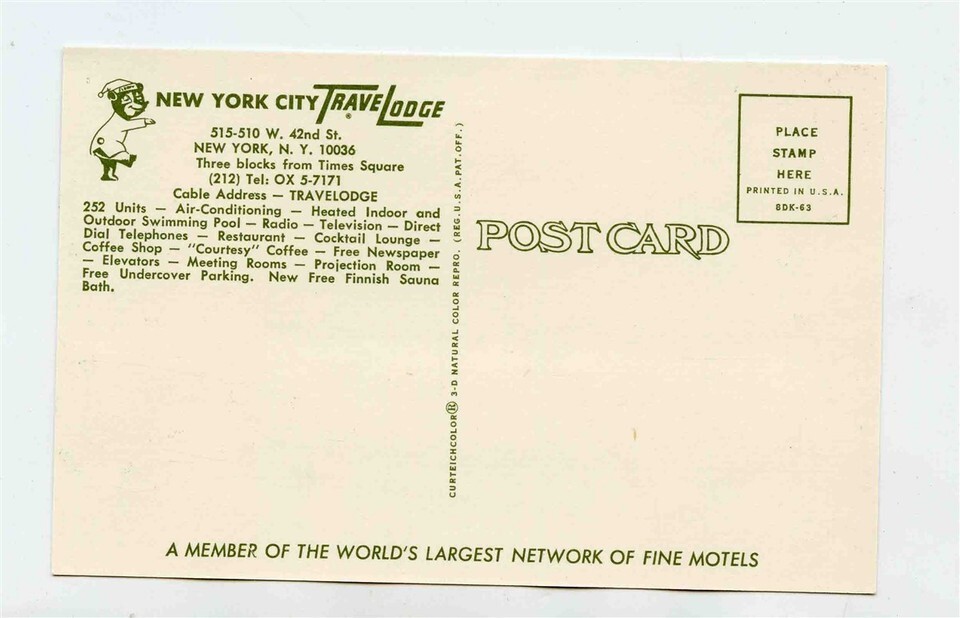 NEW YORK CITY TRAVELODGE®
515-510 W. 42nd St.
NEW YORK, N. Y. 10036
Three blocks from Times Square
(212) Tel: OX 5-7171
Cable Address — TRAVELODGE
252 Units — Air-Conditioning — Heated Indoor and
Outdoor Swimming Pool — Radio — Television — Direct
Dial Telephones — Restaurant — Cocktail Lounge —
Coffee Shop — "Courtesy" Coffee — Free Newspaper
— Elevators — Meeting Rooms — Projection Room —
Free Undercover Parking. New Free Finnish Sauna
Bath.
CURTEICHCOLOR® 3-D NATURAL COLOR REPRO. (REG. U.S.A. PAT. OFF.)
POST CARD
PLACE
STAMP
HERE
PRINTED IN U.S.A.
8DK-63
A MEMBER OF THE WORLD'S LARGEST NETWORK OF FINE MOTELS